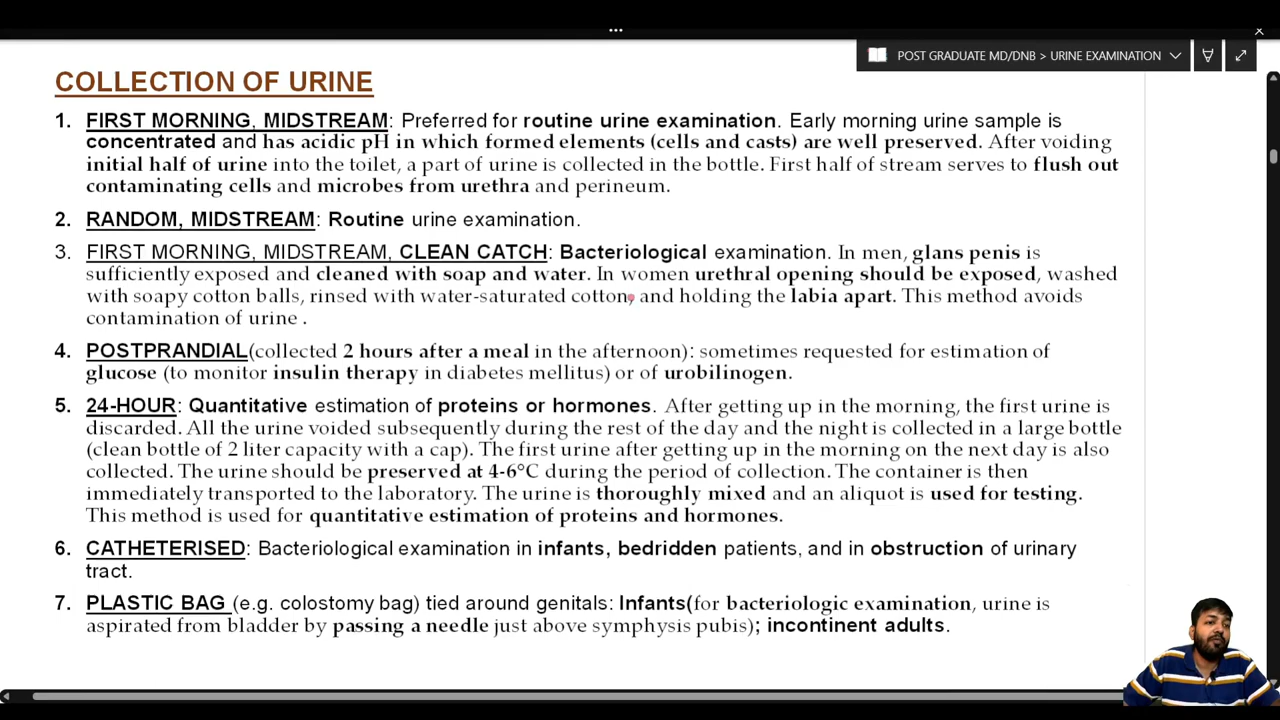 POST GRADUATE MD/DNB > URINE EXAMINATION
COLLECTION OF URINE
1. FIRST MORNING, MIDSTREAM: Preferred for routine urine examination. Early morning urine sample is
concentrated and has acidic pH in which formed elements (cells and casts) are well preserved. After voiding
initial half of urine into the toilet, a part of urine is collected in the bottle. First half of stream serves to flush out
contaminating cells and microbes from urethra and perineum.
2. RANDOM, MIDSTREAM: Routine urine examination.
3. FIRST MORNING, MIDSTREAM, CLEAN CATCH: Bacteriological examination. In men, glans penis is
sufficiently exposed and cleaned with soap and water. In women urethral opening should be exposed, washed
with soapy cotton balls, rinsed with water-saturated cotton, and holding the labia apart. This method avoids
contamination of urine .
4. POSTPRANDIAL(collected 2 hours after a meal in the afternoon): sometimes requested for estimation of
glucose (to monitor insulin therapy in diabetes mellitus) or of urobilinogen.
5. 24-HOUR: Quantitative estimation of proteins or hormones. After getting up in the morning, the first urine is
discarded. All the urine voided subsequently during the rest of the day and the night is collected in a large bottle
(clean bottle of 2 liter capacity with a cap). The first urine after getting up in the morning on the next day is also
collected. The urine should be preserved at 4-6°C during the period of collection. The container is then
immediately transported to the laboratory. The urine is thoroughly mixed and an aliquot is used for testing.
This method is used for quantitative estimation of proteins and hormones.
6. CATHETERISED: Bacteriological examination in infants, bedridden patients, and in obstruction of urinary
tract.
7. PLASTIC BAG (e.g. colostomy bag) tied around genitals: Infants(for bacteriologic examination, urine is
aspirated from bladder by passing a needle just above symphysis pubis); incontinent adults.